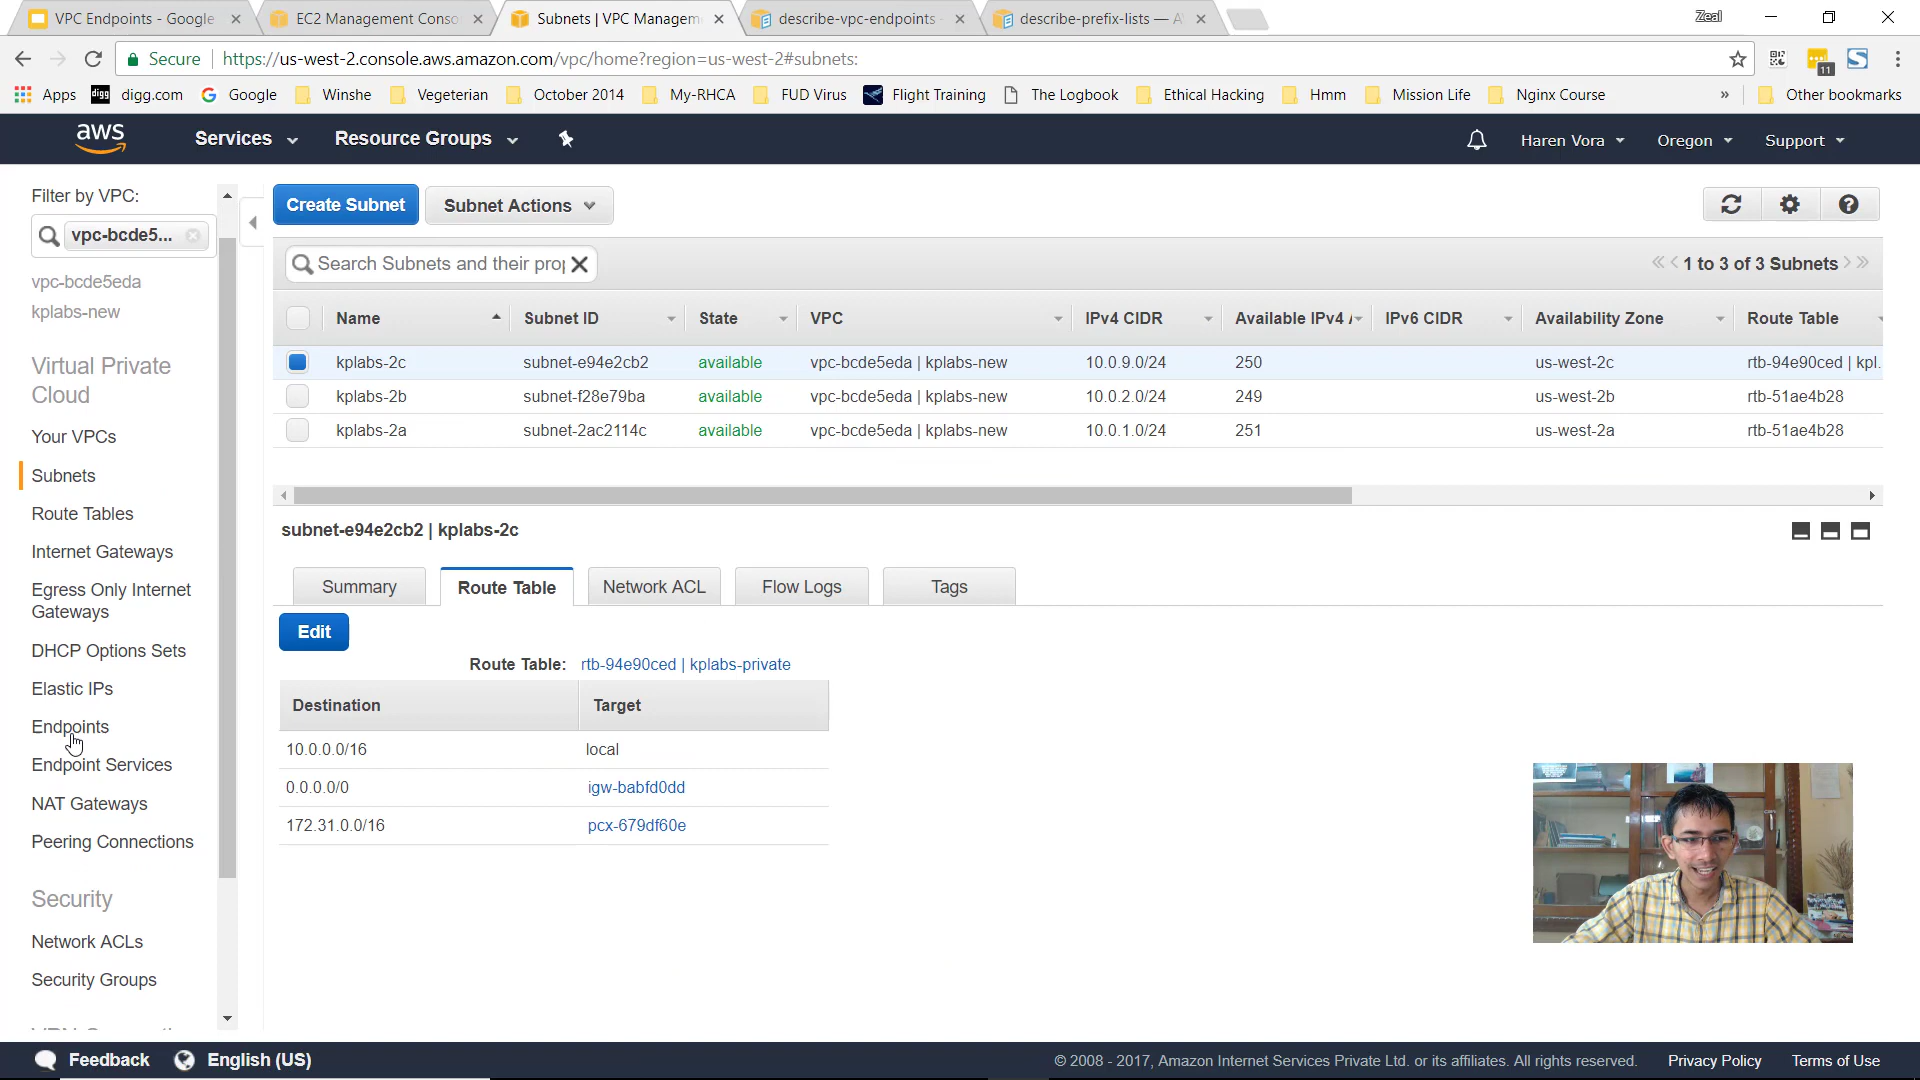 VPC Endpoints - Google
EC2 Management Conso
Subnets | VPC Managem
describe-vpc-endpoints
describe-prefix-lists — A
Zeal
Secure
https://us-west-2.console.aws.amazon.com/vpc/home?region=us-west-2#subnets:
11
Apps
digg
digg.com
Google
Winshe
Vegeterian
October 2014
My-RHCA
FUD Virus
Flight Training
The Logbook
Ethical Hacking
Hmm
Mission Life
Nginx Course
»
Other bookmarks
aws
Services
Resource Groups
Haren Vora
Oregon
Support
Filter by VPC:
vpc-bcde5...
vpc-bcde5eda
kplabs-new
Virtual Private
Cloud
Your VPCs
Subnets
Route Tables
Internet Gateways
Egress Only Internet
Gateways
DHCP Options Sets
Elastic IPs
Endpoints
Endpoint Services
NAT Gateways
Peering Connections
Security
Network ACLs
Security Groups
Create Subnet
Subnet Actions
Search Subnets and their prop
1 to 3 of 3 Subnets
Name Subnet ID State VPC IPv4 CIDR Available IPv4 IPv6 CIDR Availability Zone Route Table
kplabs-2c subnet-e94e2cb2 available vpc-bcde5eda | kplabs-new 10.0.9.0/24 250 us-west-2c rtb-94e90ced | kpl.
kplabs-2b subnet-f28e79ba available vpc-bcde5eda | kplabs-new 10.0.2.0/24 249 us-west-2b rtb-51ae4b28
kplabs-2a subnet-2ac2114c available vpc-bcde5eda | kplabs-new 10.0.1.0/24 251 us-west-2a rtb-51ae4b28
subnet-e94e2cb2 | kplabs-2c
Summary
Route Table
Network ACL
Flow Logs
Tags
Edit
Route Table: rtb-94e90ced | kplabs-private
Destination Target
10.0.0.0/16 local
0.0.0.0/0 igw-babfd0dd
172.31.0.0/16 pcx-679df60e
Feedback
English (US)
© 2008 - 2017, Amazon Internet Services Private Ltd. or its affiliates. All rights reserved.
Privacy Policy
Terms of Use